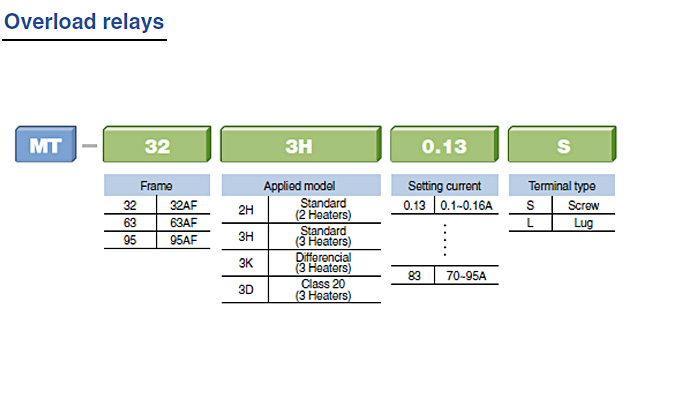 Overload relays
MT – 32 3H 0.13 S
Frame Applied model Setting current Terminal type
32 32AF
63 63AF
95 95AF
2H Standard
(2 Heaters)
3H Standard
(3 Heaters)
3K Differencial
(3 Heaters)
3D Class 20
(3 Heaters)
0.13 0.1~0.16A
83 70~95A
S Screw
L Lug